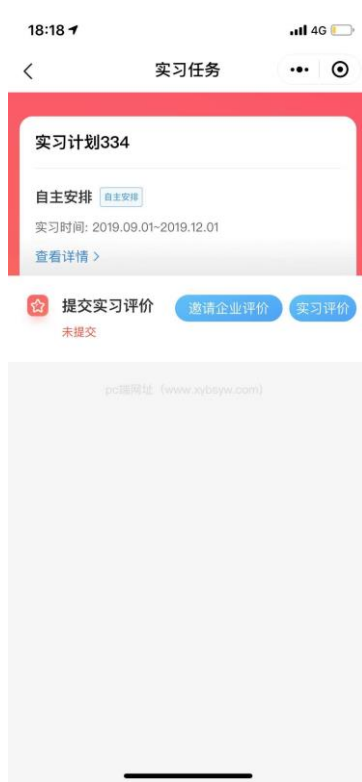 18:18
4G
实习任务
实习计划334
自主安排 自主安排
实习时间: 2019.09.01~2019.12.01
查看详情 >
提交实习评价 邀请企业评价 实习评价
未提交
pc端网址（www.xybsyw.com）